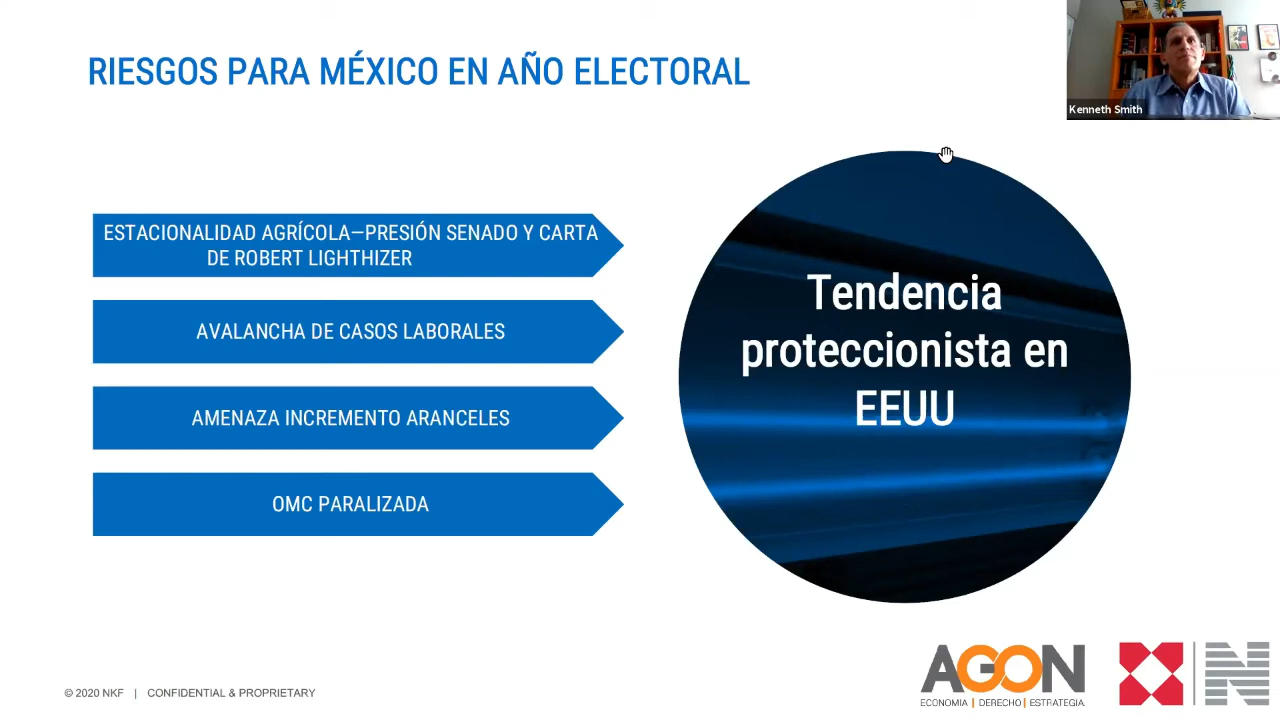 RIESGOS PARA MÉXICO EN AÑO ELECTORAL
Kenneth Smith
ESTACIONALIDAD AGRÍCOLA—PRESIÓN SENADO Y CARTA
DE ROBERT LIGHTHIZER
AVALANCHA DE CASOS LABORALES
AMENAZA INCREMENTO ARANCELES
OMC PARALIZADA
Tendencia
proteccionista en
EEUU
© 2020 NKF | CONFIDENTIAL & PROPRIETARY
AGON
ECONOMIA | DERECHO | ESTRATEGIA
N